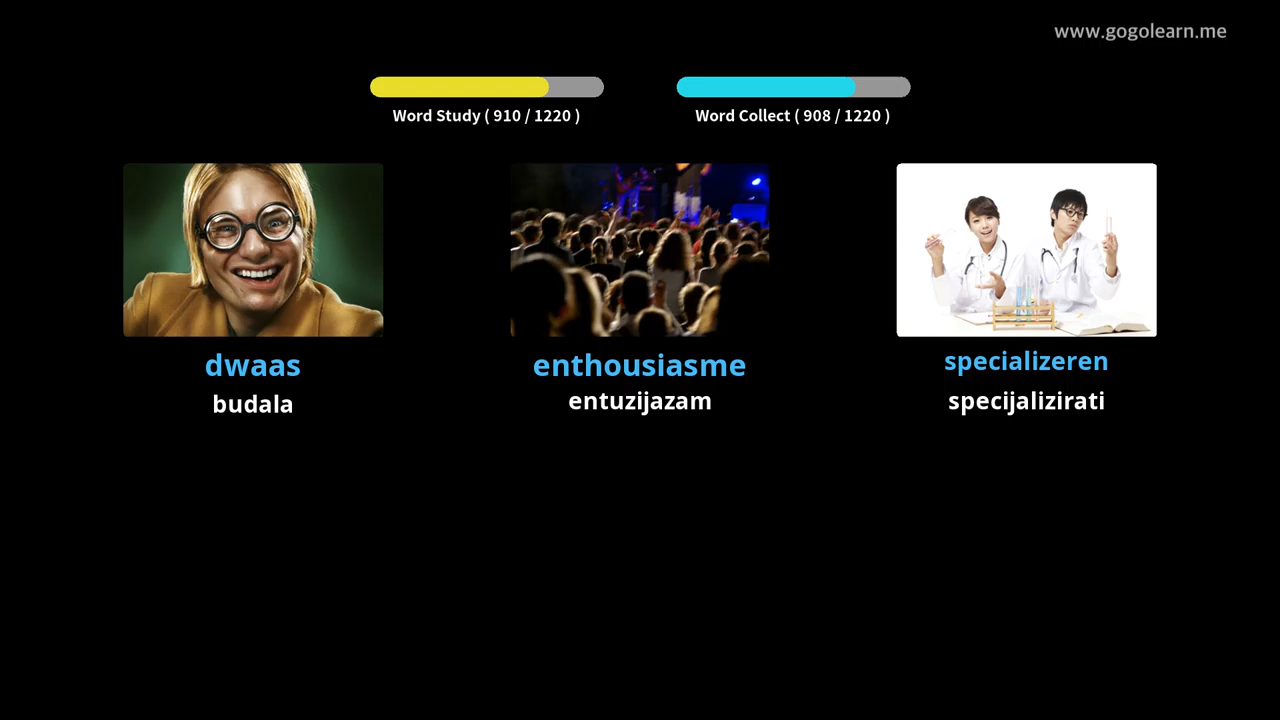 www.gogolearn.me
Word Study ( 910 / 1220 )
Word Collect ( 908 / 1220 )
dwaas
enthousiasme
specializeren
budala
entuzijazam
specijalizirati